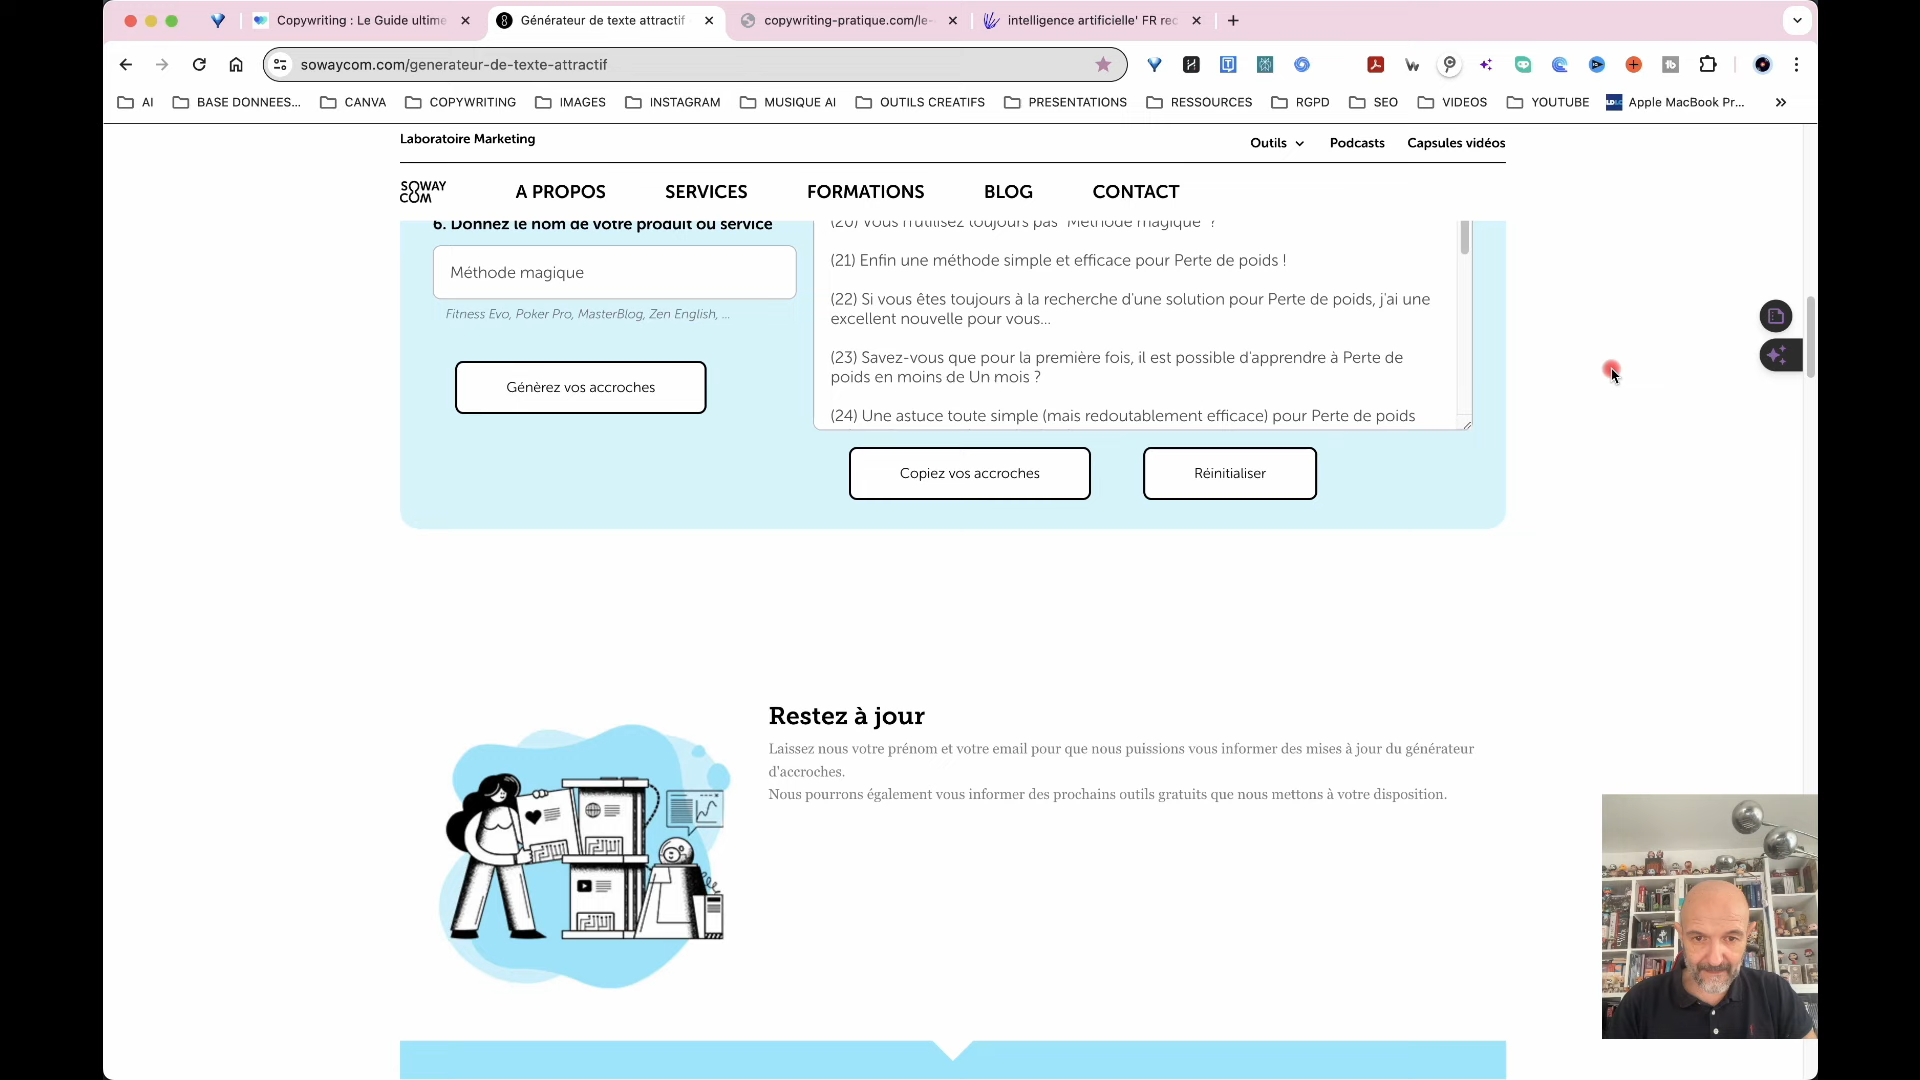 Copywriting : Le Guide ultime
Générateur de texte attractif
copywriting-pratique.com/le-
intelligence artificielle' FR rec
sowaycom.com/generateur-de-texte-attractif
AI
BASE DONNEES...
CANVA
COPYWRITING
IMAGES
INSTAGRAM
MUSIQUE AI
OUTILS CREATIFS
PRESENTATIONS
RESSOURCES
RGPD
SEO
VIDEOS
YOUTUBE
Apple MacBook Pr...
Laboratoire Marketing
Outils
Podcasts
Capsules vidéos
SOWAY
COM
A PROPOS
SERVICES
FORMATIONS
BLOG
CONTACT
6. Donnez le nom de votre produit ou service
Méthode magique
Fitness Evo, Poker Pro, MasterBlog, Zen English, ...
Génèrez vos accroches
(20) Vous n'utilisez toujours pas "Méthode magique" ?
(21) Enfin une méthode simple et efficace pour Perte de poids !
(22) Si vous êtes toujours à la recherche d'une solution pour Perte de poids, j'ai une
excellent nouvelle pour vous...
(23) Savez-vous que pour la première fois, il est possible d'apprendre à Perte de
poids en moins de Un mois ?
(24) Une astuce toute simple (mais redoutablement efficace) pour Perte de poids
Copiez vos accroches
Réinitialiser
Restez à jour
Laissez nous votre prénom et votre email pour que nous puissions vous informer des mises à jour du générateur
d'accroches.
Nous pourrons également vous informer des prochains outils gratuits que nous mettons à votre disposition.